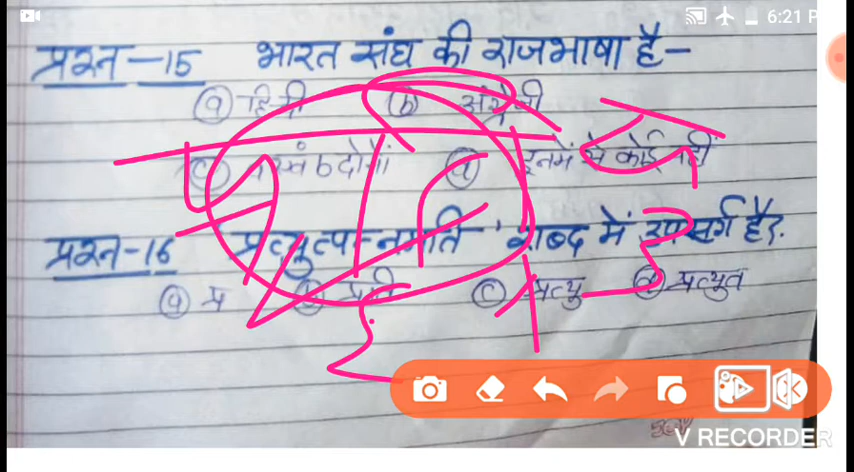 6:21 P
प्रश्न-15 भारत संघ की राजभाषा है-
(a) हिन्दी (b) अंग्रेजी
(c) a एवं b दोनों (d) इनमें से कोई नहीं
प्रश्न-16 प्रत्युत्पन्नमति' शब्द में उपसर्ग है?
(a) प्र (b) प्रति (c) प्रत्यु (d) प्रत्युत
V RECORDER